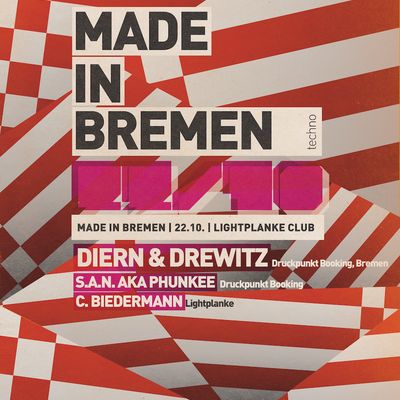 MADE
IN
BREMEN
techno
22/10
MADE IN BREMEN | 22.10. | LIGHTPLANKE CLUB
DIERN & DREWITZ Druckpunkt Booking, Bremen
S.A.N. AKA PHUNKEE Druckpunkt Booking
C. BIEDERMANN Lightplanke